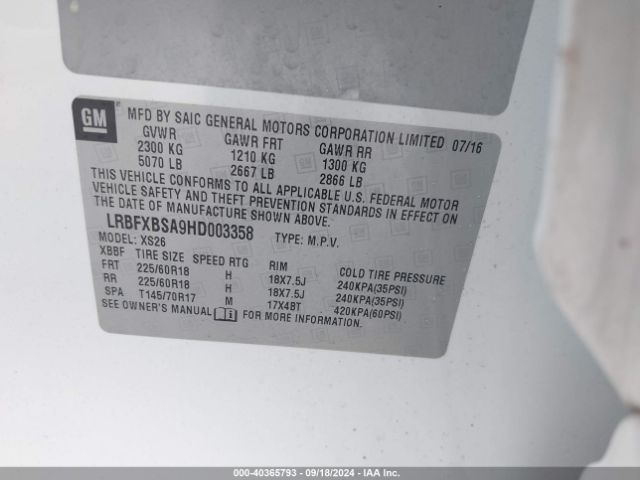 GM
MFD BY SAIC GENERAL MOTORS CORPORATION LIMITED 07/16
GVWR GAWR FRT GAWR RR
2300 KG 1210 KG 1300 KG
5070 LB 2667 LB 2866 LB
THIS VEHICLE CONFORMS TO ALL APPLICABLE U.S. FEDERAL MOTOR
VEHICLE SAFETY AND THEFT PREVENTION STANDARDS IN EFFECT ON
THE DATE OF MANUFACTURE SHOWN ABOVE.
LRBFXBSA9HD003358 TYPE: M.P.V.
MODEL: XS26
XBBF TIRE SIZE SPEED RTG RIM COLD TIRE PRESSURE
FRT 225/60R18 H 18X7.5J 240KPA(35PSI)
RR 225/60R18 H 18X7.5J 240KPA(35PSI)
SPA T145/70R17 M 17X4BT 420KPA(60PSI)
SEE OWNER'S MANUAL FOR MORE INFORMATION.
000-40365793 - 09/18/2024 - IAA Inc.